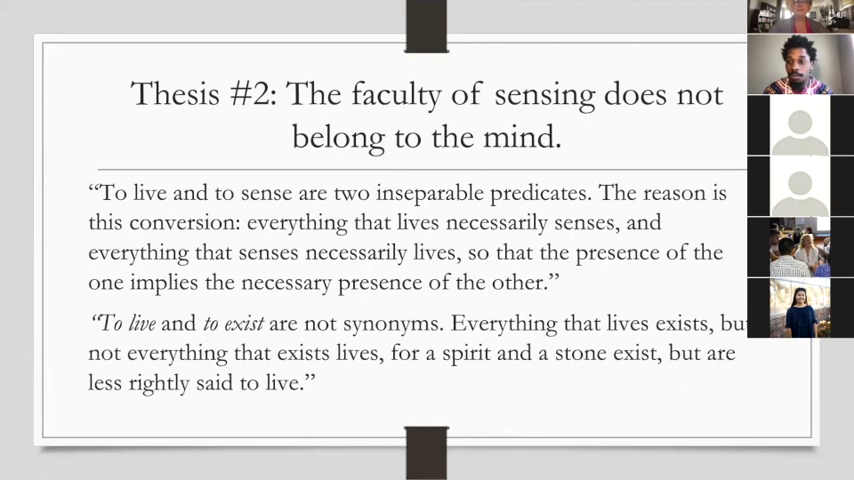 Thesis #2: The faculty of sensing does not
belong to the mind.
“To live and to sense are two inseparable predicates. The reason is
this conversion: everything that lives necessarily senses, and
everything that senses necessarily lives, so that the presence of the
one implies the necessary presence of the other.”
“To live and to exist are not synonyms. Everything that lives exists, bu
not everything that exists lives, for a spirit and a stone exist, but are
less rightly said to live.”